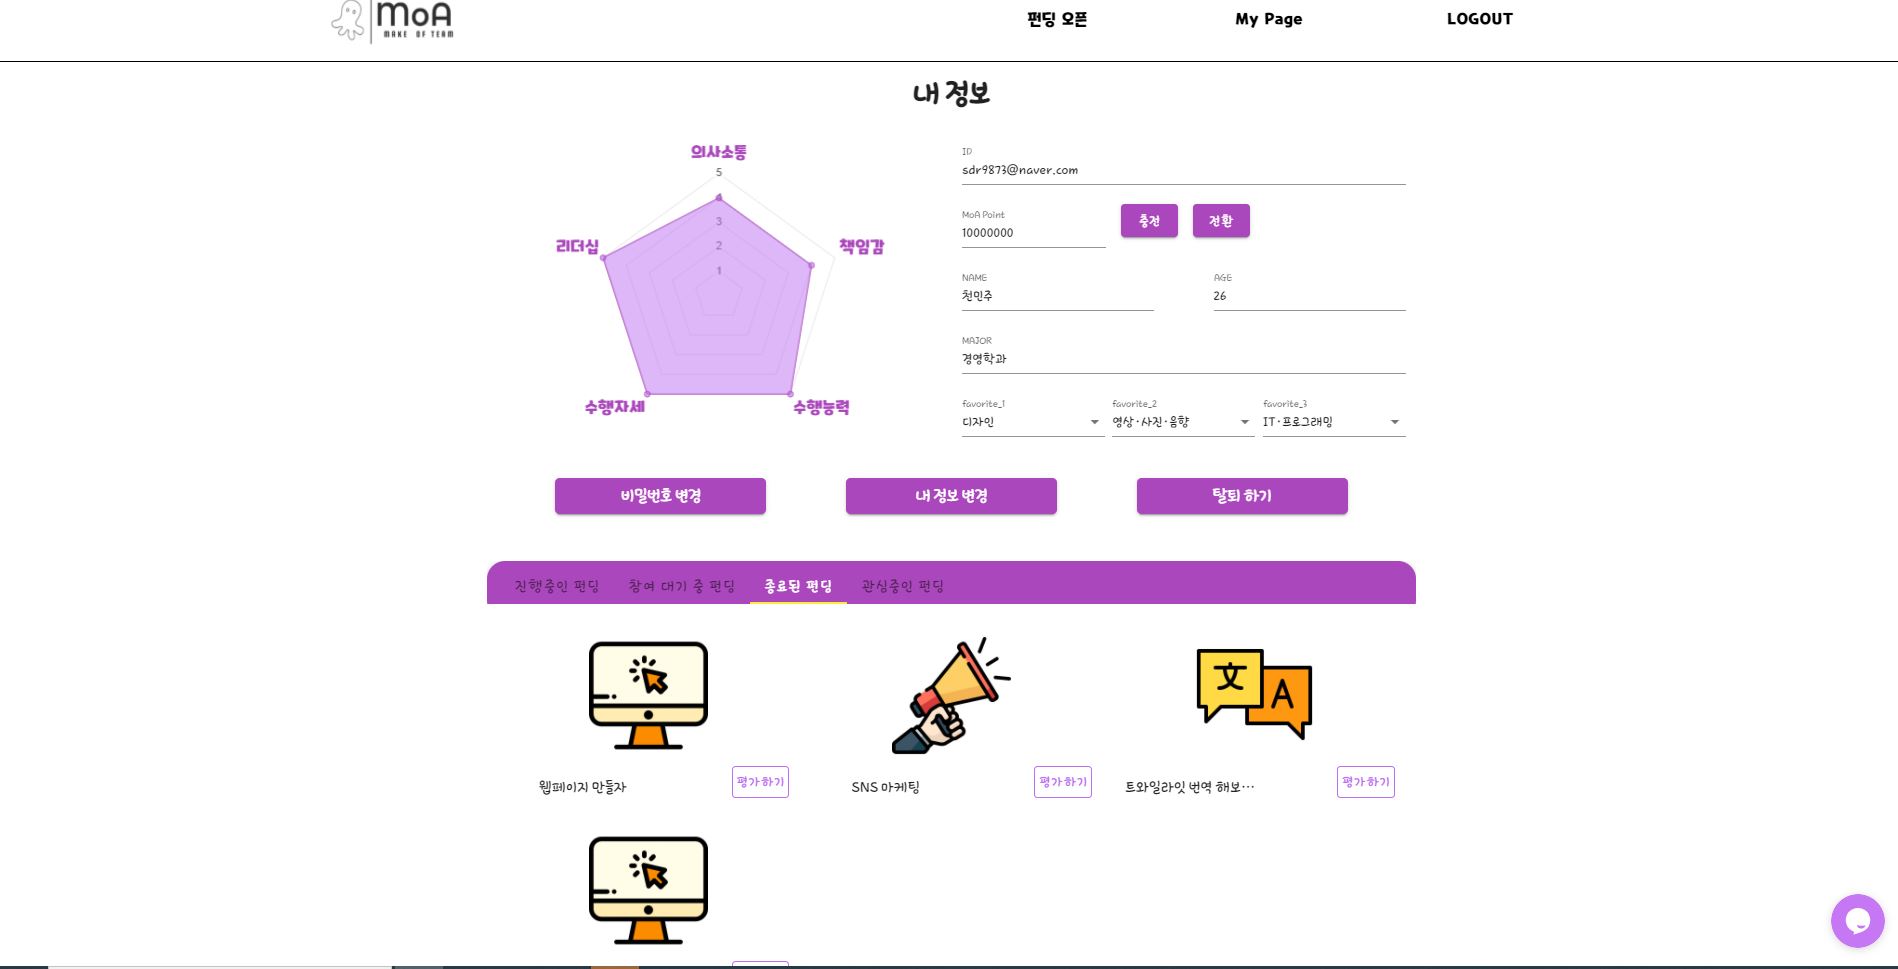 MoA
MAKE OF TEAM
펀딩 오픈
My Page
LOGOUT
내 정보
의사소통
5
4
3
2
1
리더십
책임감
수행자세
수행능력
ID
sdr9873@naver.com
MoA Point
10000000
충전
전환
NAME
천민주
AGE
26
MAJOR
경영학과
favorite_1
디자인
favorite_2
영상·사진·음향
favorite_3
IT·프로그래밍
비밀번호 변경
내 정보 변경
탈퇴 하기
진행중인 펀딩
참여 대기 중 펀딩
종료된 펀딩
관심중인 펀딩
文
A
웹페이지 만들자
평가하기
SNS 마케팅
평가하기
트와일라잇 번역 해보…
평가하기